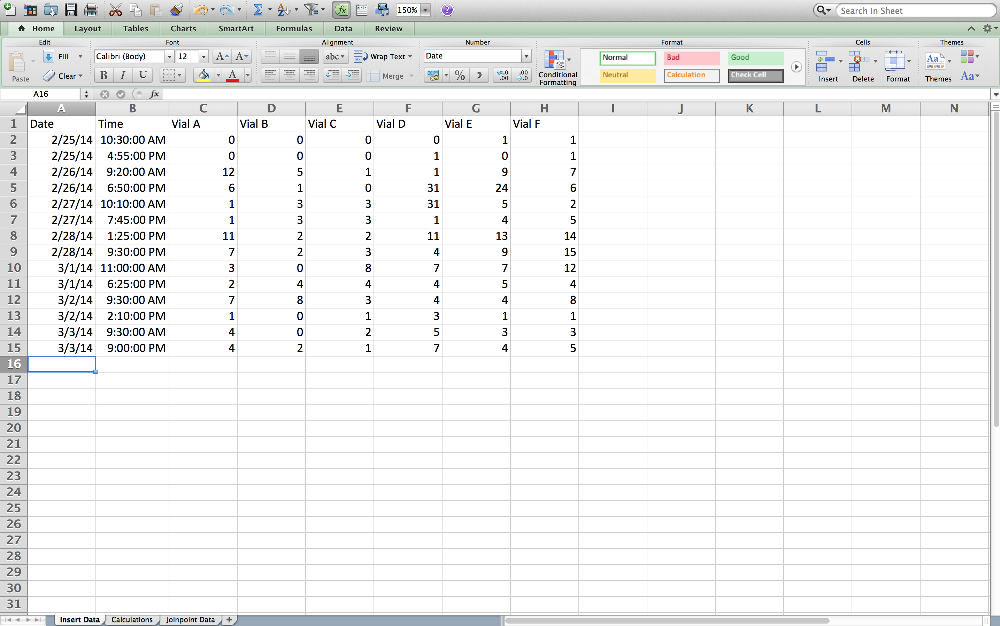 150% ? Search in Sheet
Home Layout Tables Charts SmartArt Formulas Data Review
Edit Font Alignment Number Format Cells Themes
Fill Calibri (Body) 12 A A abc Wrap Text Date Normal Bad Good
Paste Clear B I U A Merge % .0 .00 .00 .0 Conditional Formatting Neutral Calculation Check Cell Insert Delete Format Aa Themes Aa
A16 fx
A B C D E F G H I J K L M N
1 Date Time Vial A Vial B Vial C Vial D Vial E Vial F
2 2/25/14 10:30:00 AM 0 0 0 0 1 1
3 2/25/14 4:55:00 PM 0 0 0 1 0 1
4 2/26/14 9:20:00 AM 12 5 1 1 9 7
5 2/26/14 6:50:00 PM 6 1 0 31 24 6
6 2/27/14 10:10:00 AM 1 3 3 31 5 2
7 2/27/14 7:45:00 PM 1 3 3 1 4 5
8 2/28/14 1:25:00 PM 11 2 2 11 13 14
9 2/28/14 9:30:00 PM 7 2 3 4 9 15
10 3/1/14 11:00:00 AM 3 0 8 7 7 12
11 3/1/14 6:25:00 PM 2 4 4 4 5 4
12 3/2/14 9:30:00 AM 7 8 3 4 4 8
13 3/2/14 2:10:00 PM 1 0 1 3 1 1
14 3/3/14 9:30:00 AM 4 0 2 5 3 3
15 3/3/14 9:00:00 PM 4 2 1 7 4 5
16
17
18
19
20
21
22
23
24
25
26
27
28
29
30
31
Insert Data Calculations Joinpoint Data +